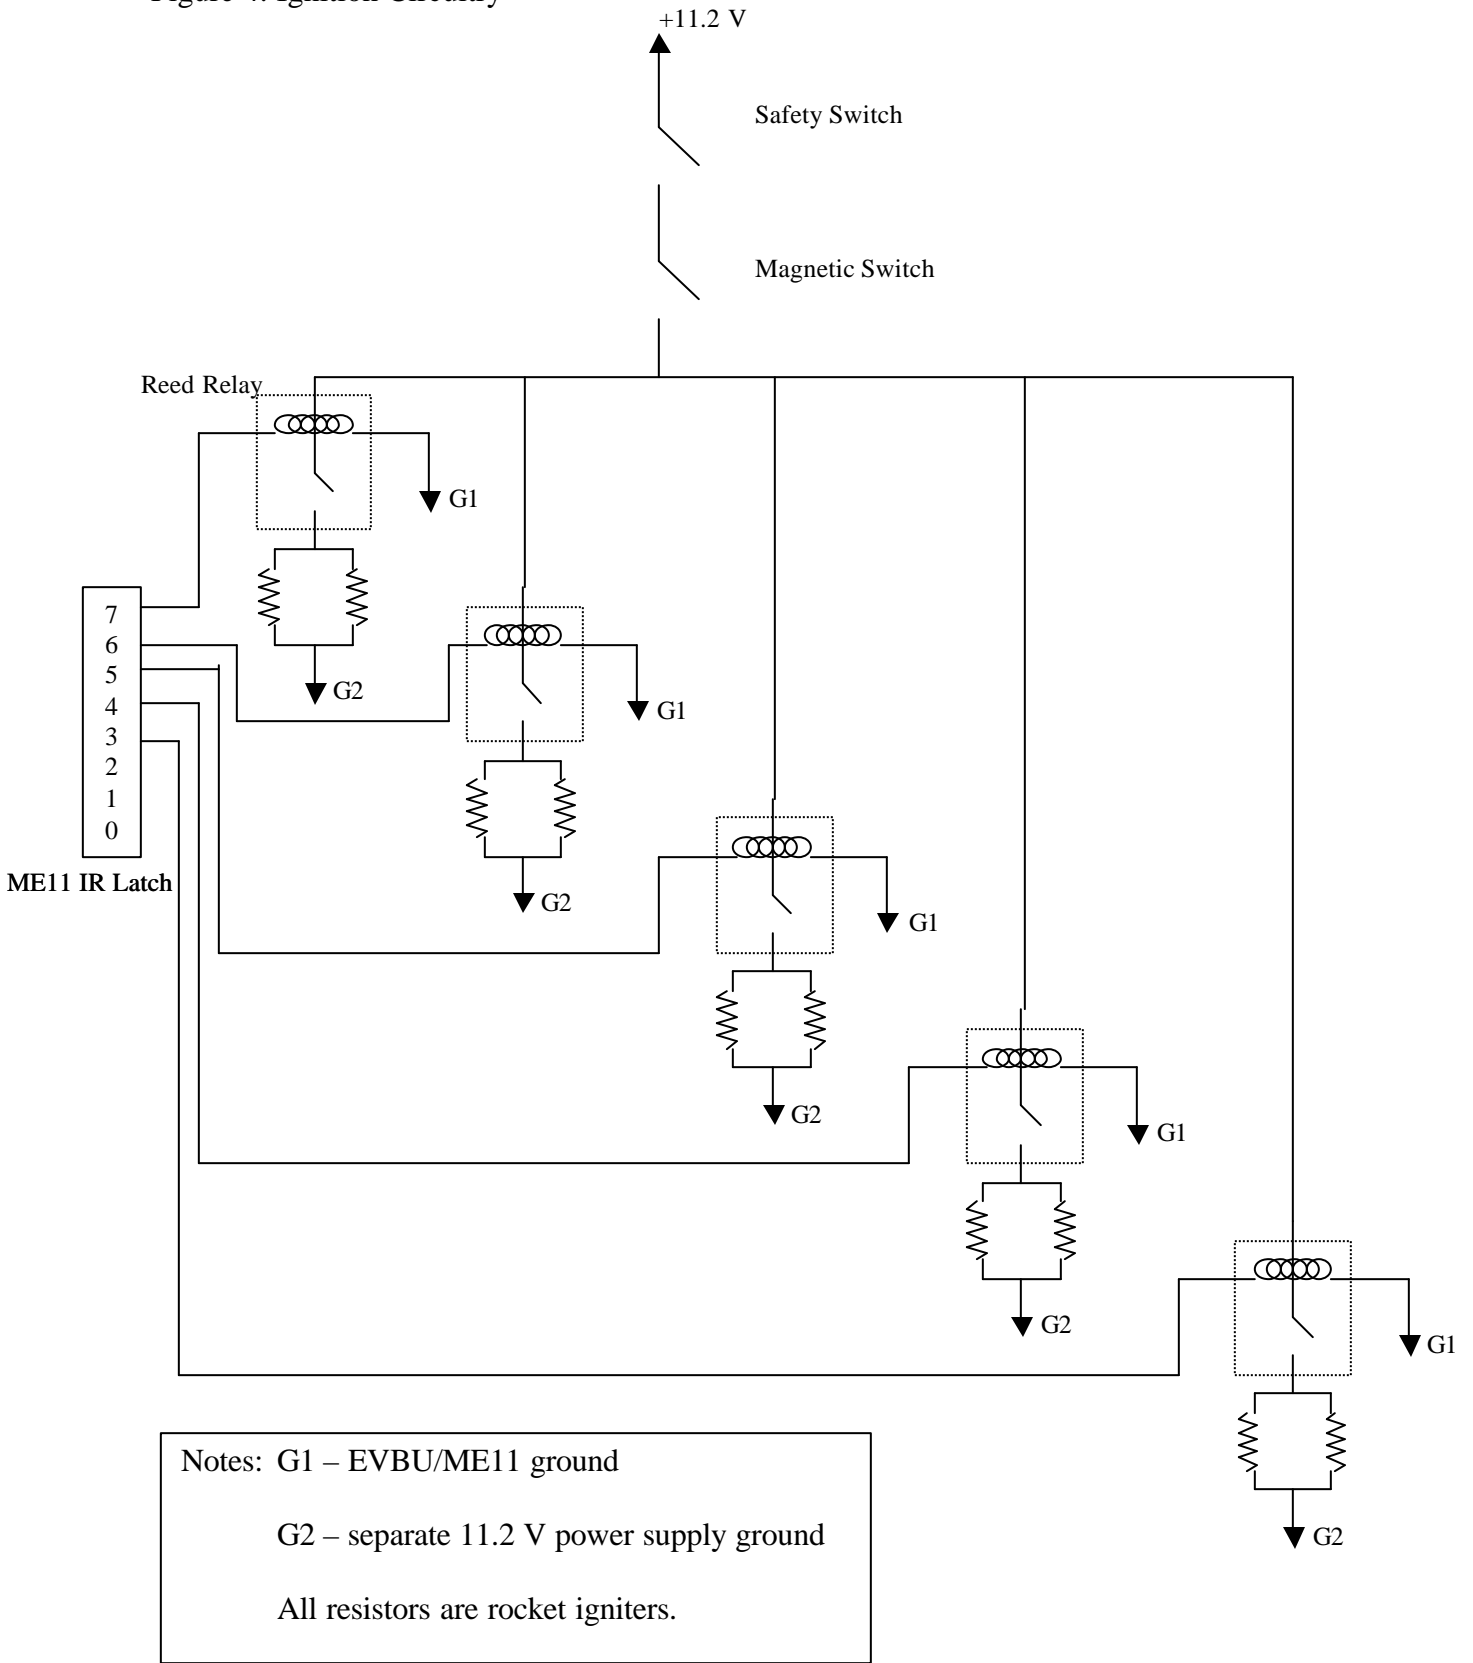 +11.2 V
Safety Switch
Magnetic Switch
Reed Relay
G1
7
6
5
4
3
2
1
0
G2
G1
ME11 IR Latch
G2
G1
G2
G1
G2
G1
G2
Notes: G1 – EVBU/ME11 ground
G2 – separate 11.2 V power supply ground
All resistors are rocket igniters.